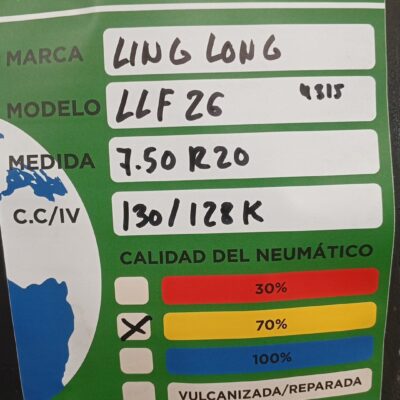 MARCA LING LONG
MODELO LLF 26 4315
MEDIDA 7.50 R20
C.C/IV 130/128K
CALIDAD DEL NEUMÁTICO
30%
X 70%
100%
VULCANIZADA/REPARADA